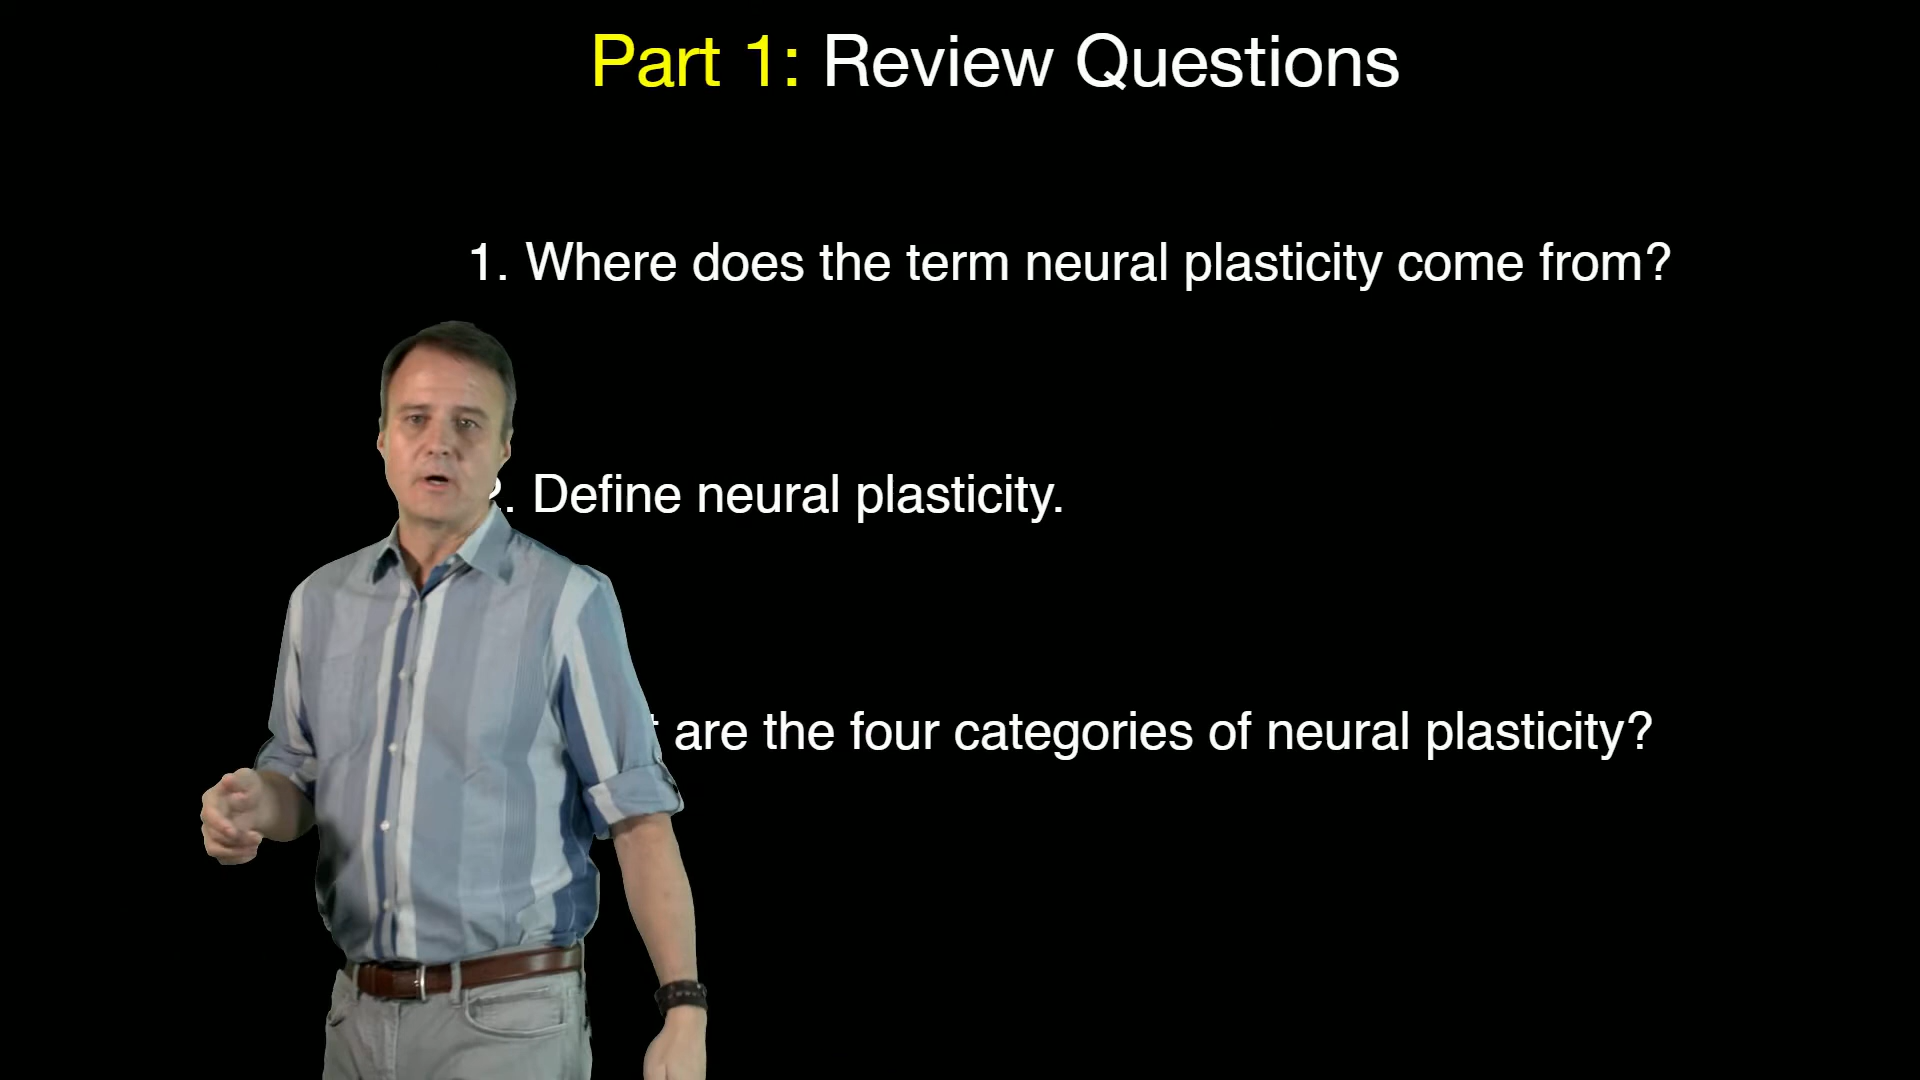 Part 1: Review Questions
1. Where does the term neural plasticity come from?
2. Define neural plasticity.
are the four categories of neural plasticity?